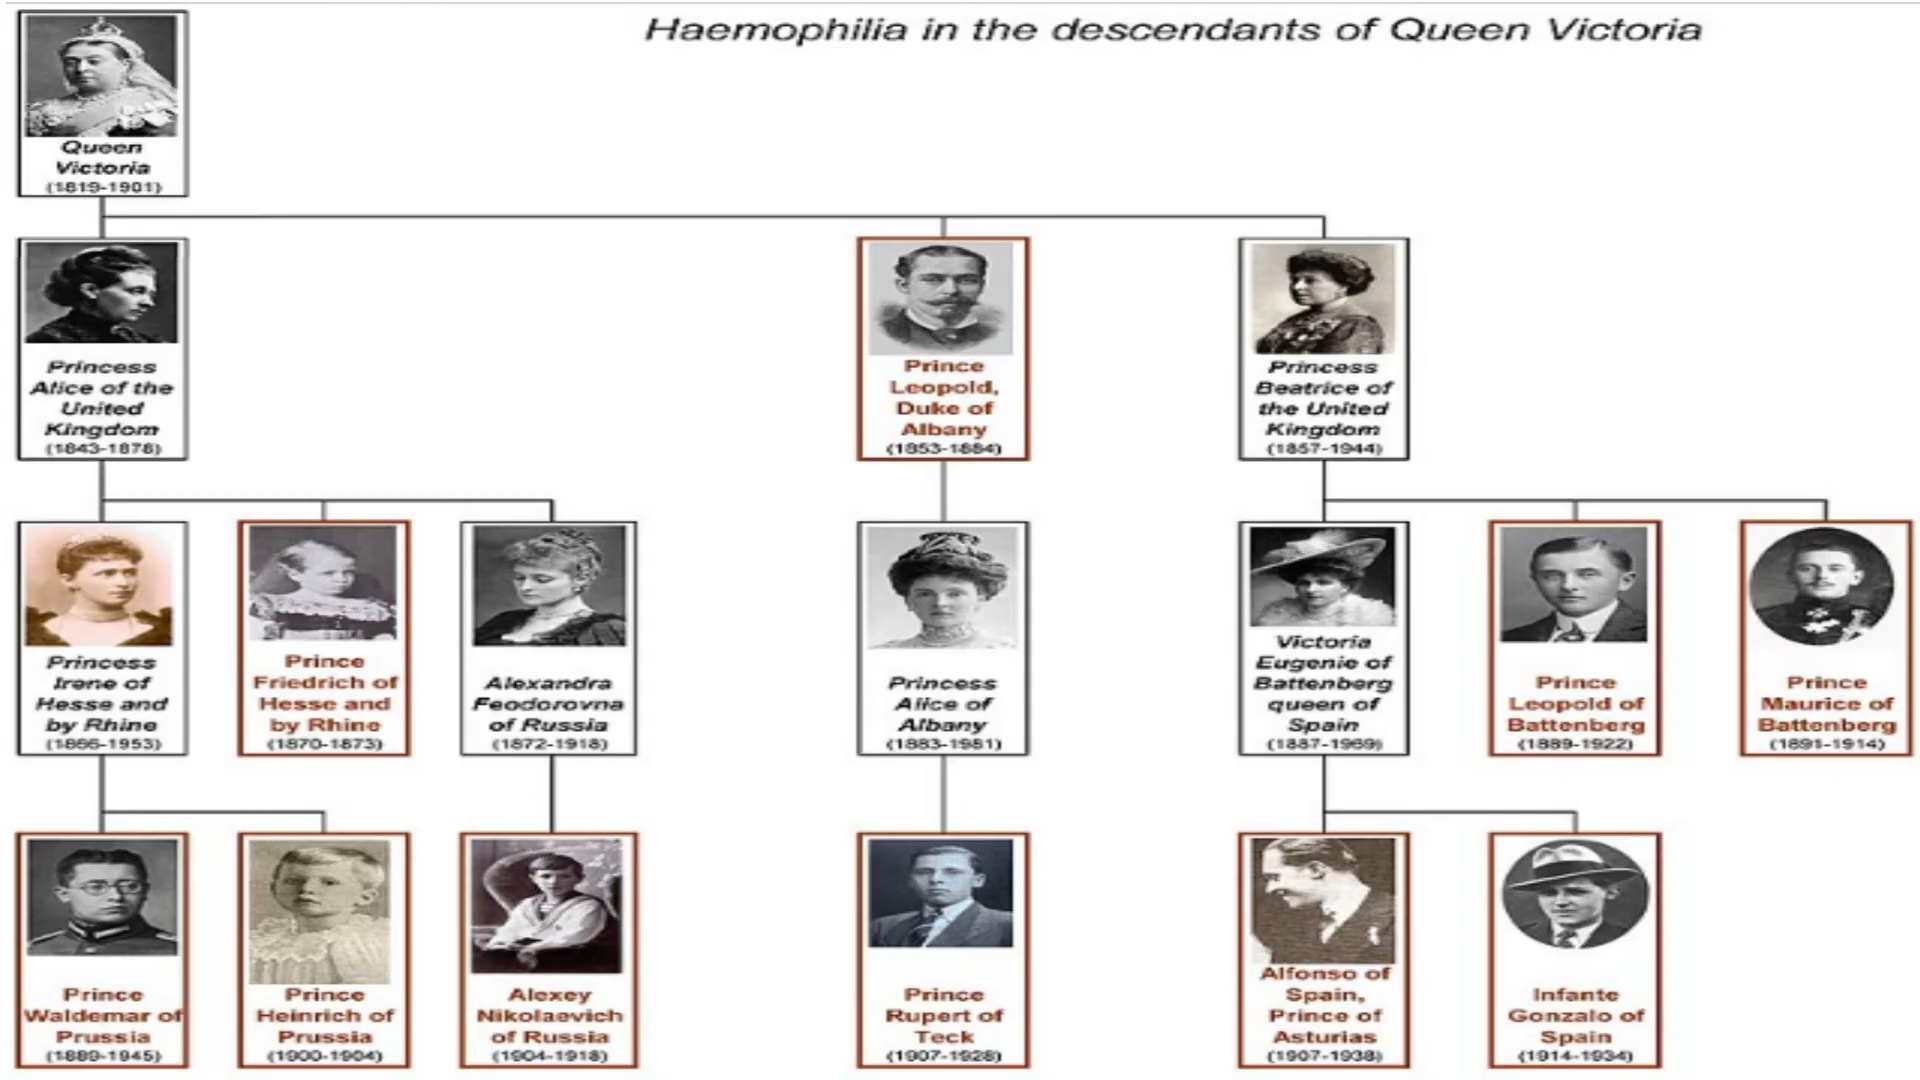 Haemophilia in the descendants of Queen Victoria
Queen
Victoria
(1819-1901)
Princess
Alice of the
United
Kingdom
(1843-1878)
Prince
Leopold,
Duke of
Albany
(1853-1884)
Princess
Beatrice of
the United
Kingdom
(1857-1944)
Princess
Irene of
Hesse and
by Rhine
(1866-1953)
Prince
Friedrich of
Hesse and
by Rhine
(1870-1873)
Alexandra
Feodorovna
of Russia
(1872-1918)
Princess
Alice of
Albany
(1883-1981)
Victoria
Eugenie of
Battenberg
queen of
Spain
(1887-1969)
Prince
Leopold of
Battenberg
(1889-1922)
Prince
Maurice of
Battenberg
(1891-1914)
Prince
Waldemar of
Prussia
(1889-1945)
Prince
Heinrich of
Prussia
(1900-1904)
Alexey
Nikolaevich
of Russia
(1904-1918)
Prince
Rupert of
Teck
(1907-1928)
Alfonso of
Spain,
Prince of
Asturias
(1907-1938)
Infante
Gonzalo of
Spain
(1914-1934)